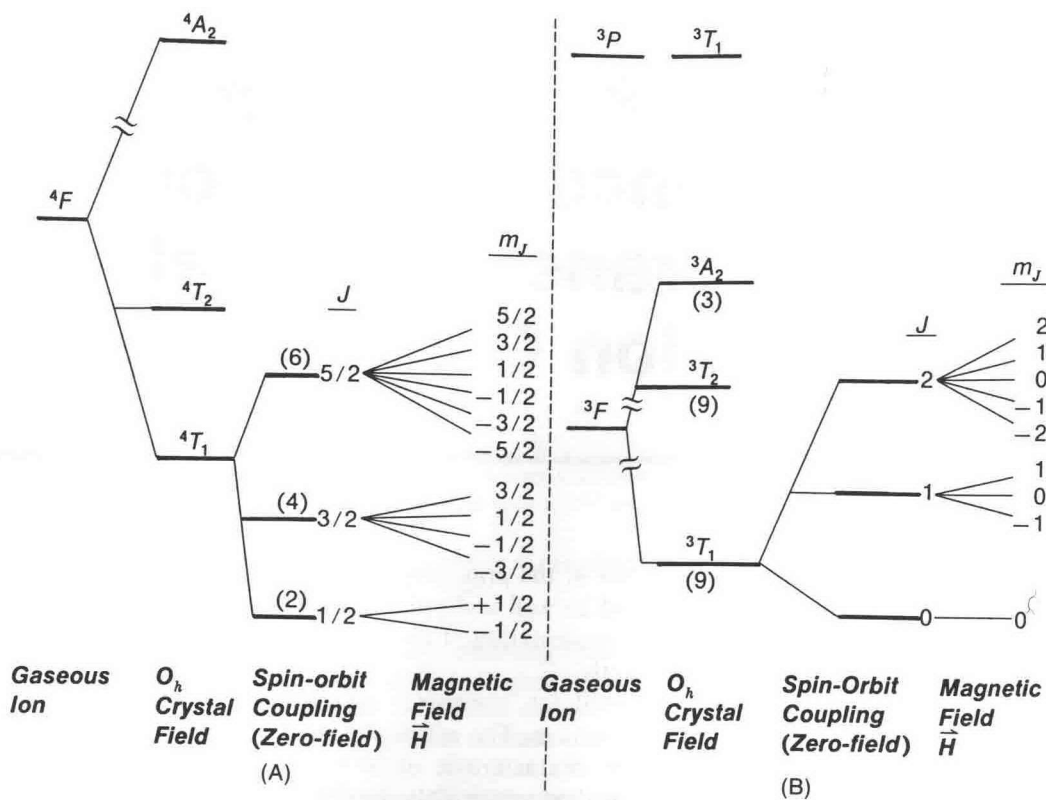 ⁴A₂
⁴F
⁴T₂
J
m_J
(6) 5/2
5/2
3/2
1/2
−1/2
−3/2
−5/2
⁴T₁
(4) 3/2
3/2
1/2
−1/2
−3/2
(2) 1/2
+1/2
−1/2
Gaseous Ion
O_h Crystal Field
Spin-orbit Coupling (Zero-field)
Magnetic Field H⃗
(A)
³P
³T₁
³A₂
(3)
³T₂
(9)
³F
J
m_J
2
2
1
0
−1
−2
1
1
0
−1
³T₁
(9)
0
0
Gaseous Ion
O_h Crystal Field
Spin-Orbit Coupling (Zero-field)
Magnetic Field H⃗
(B)